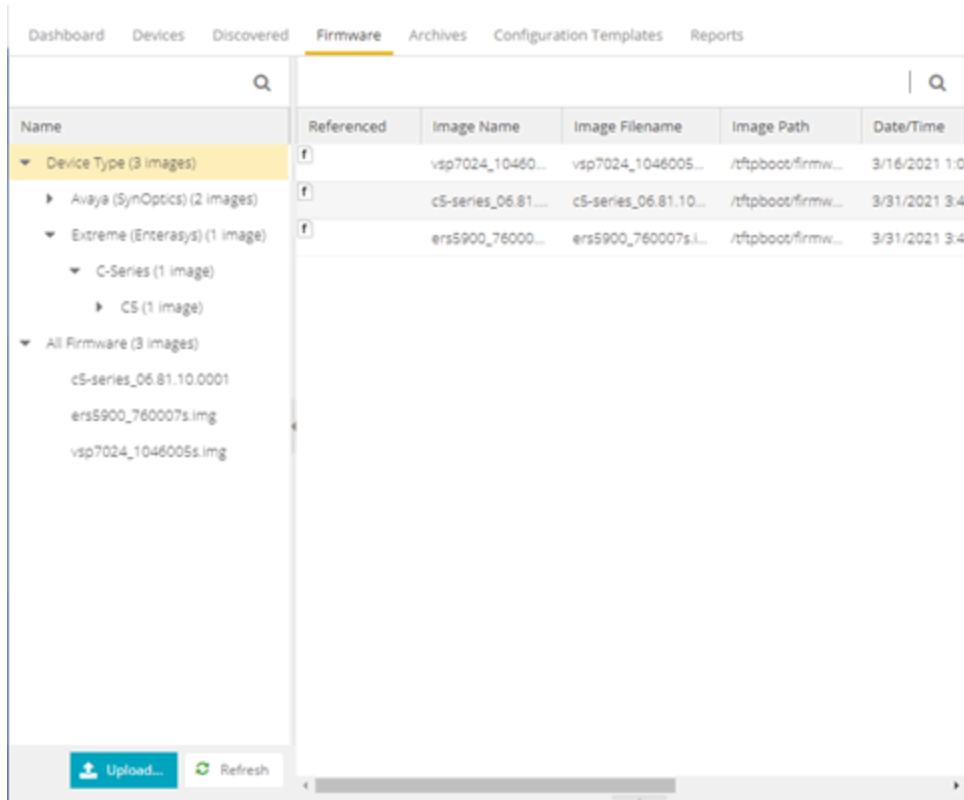 Dashboard Devices Discovered Firmware Archives Configuration Templates Reports
Name
Device Type (3 images)
Avaya (SynOptics) (2 images)
Extreme (Enterasys) (1 image)
C-Series (1 image)
C5 (1 image)
All Firmware (3 images)
c5-series_06.81.10.0001
ers5900_760007s.img
vsp7024_1046005s.img
Upload... Refresh
Referenced Image Name Image Filename Image Path Date/Time
f vsp7024_10460... vsp7024_1046005... /tftpboot/firmw... 3/16/2021 1:0
f c5-series_06.81.... c5-series_06.81.10... /tftpboot/firmw... 3/31/2021 3:4
f ers5900_76000... ers5900_760007s.i... /tftpboot/firmw... 3/31/2021 3:4